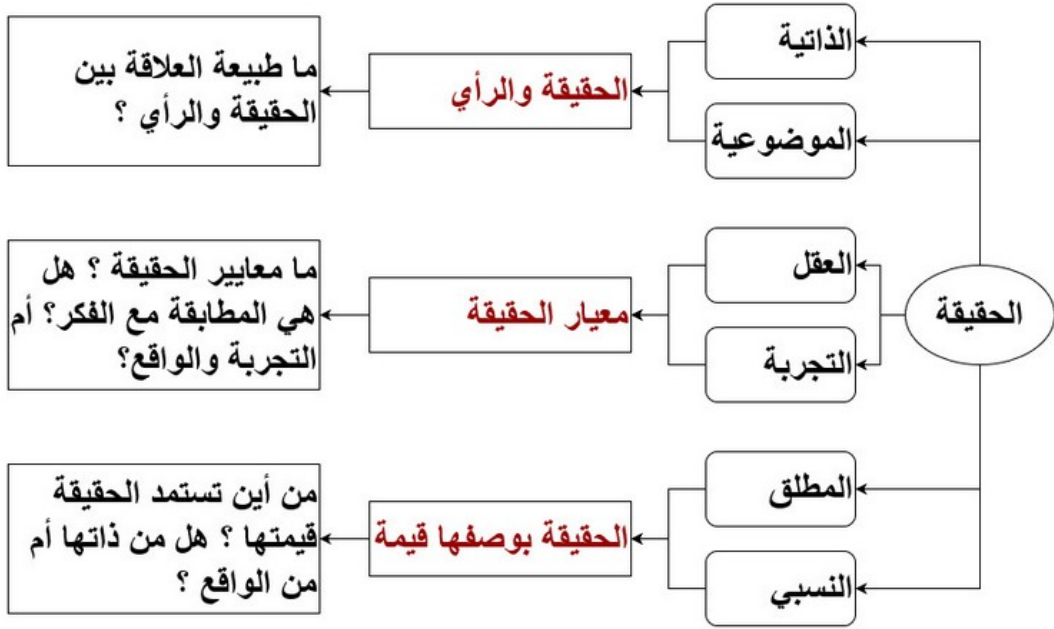 الحقيقة
الذاتية
الموضوعية
الحقيقة والرأي
ما طبيعة العلاقة بين
الحقيقة والرأي ؟
العقل
التجربة
معيار الحقيقة
ما معايير الحقيقة ؟ هل
هي المطابقة مع الفكر؟ أم
التجربة والواقع؟
المطلق
النسبي
الحقيقة بوصفها قيمة
من أين تستمد الحقيقة
قيمتها ؟ هل من ذاتها أم
من الواقع ؟